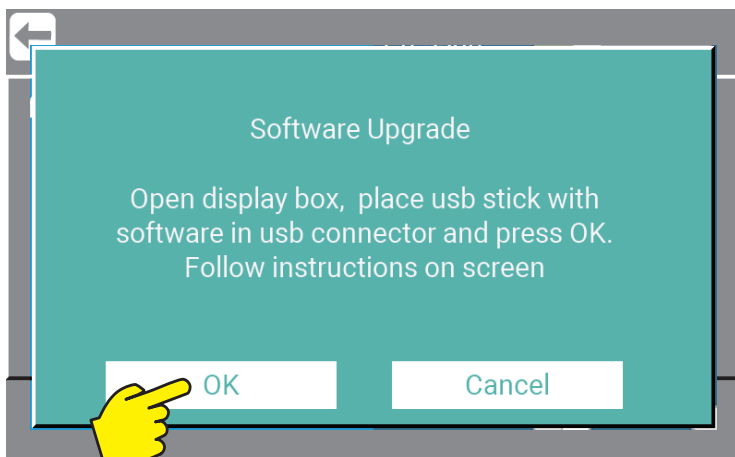 Software Upgrade
Open display box, place usb stick with
software in usb connector and press OK.
Follow instructions on screen
OK
Cancel